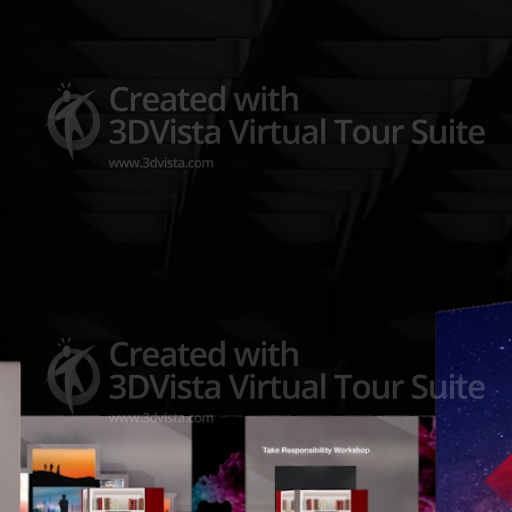 Created with
3DVista Virtual Tour Suite
www.3dvista.com
Created with
3DVista Virtual Tour Suite
www.3dvista.com
Take Responsibility Workshop